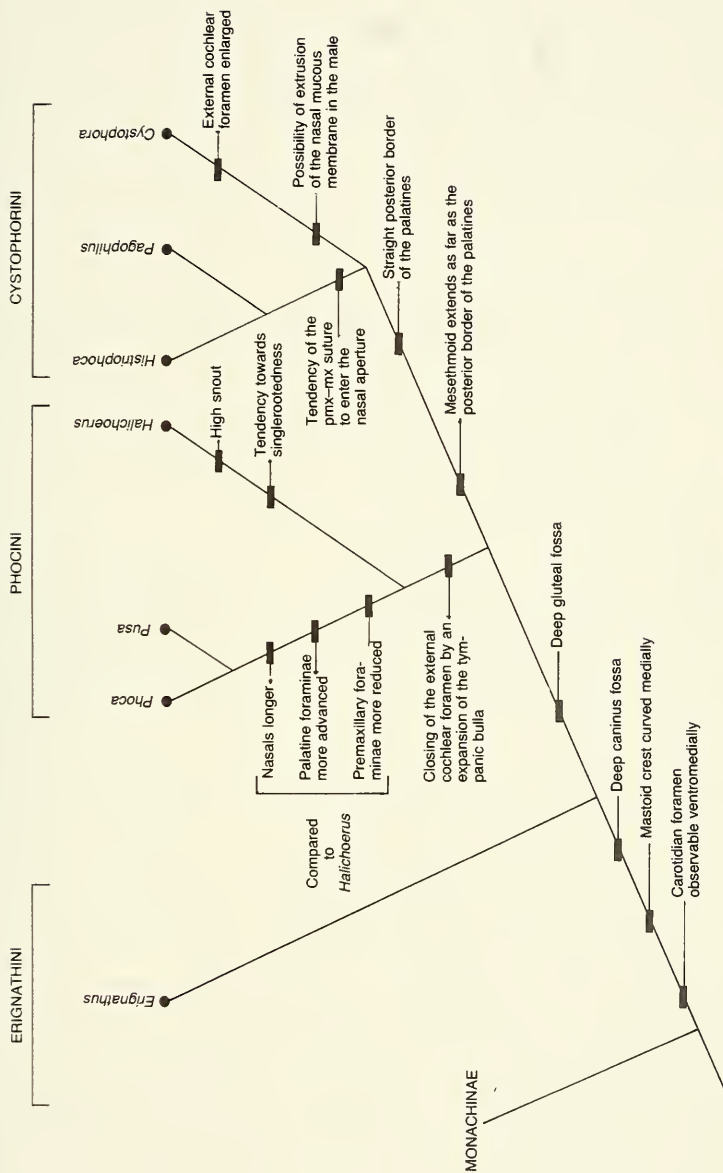 ERIGNATHINI
PHOCINI
CYSTOPHORINI
Erignathus
Phoca
Pusa
Halichoerus
Histriophoca
Pagophilus
Cystophora
External cochlear
foramen enlarged
High snout
Possibility of extrusion
of the nasal mucous
membrane in the male
Tendency towards
singlerootedness
Tendency of the
pmx–mx suture
to enter the
nasal aperture
Nasals longer
Palatine foraminae
more advanced
Premaxillary fora-
minae more reduced
Compared
to
Halichoerus
Straight posterior border
of the palatines
Closing of the external
cochlear foramen by an
expansion of the tym-
panic bulla
Mesethmoid extends as far as the
posterior border of the palatines
Deep gluteal fossa
Deep caninus fossa
Mastoid crest curved medially
Carotidian foramen
observable ventromedially
MONACHINAE